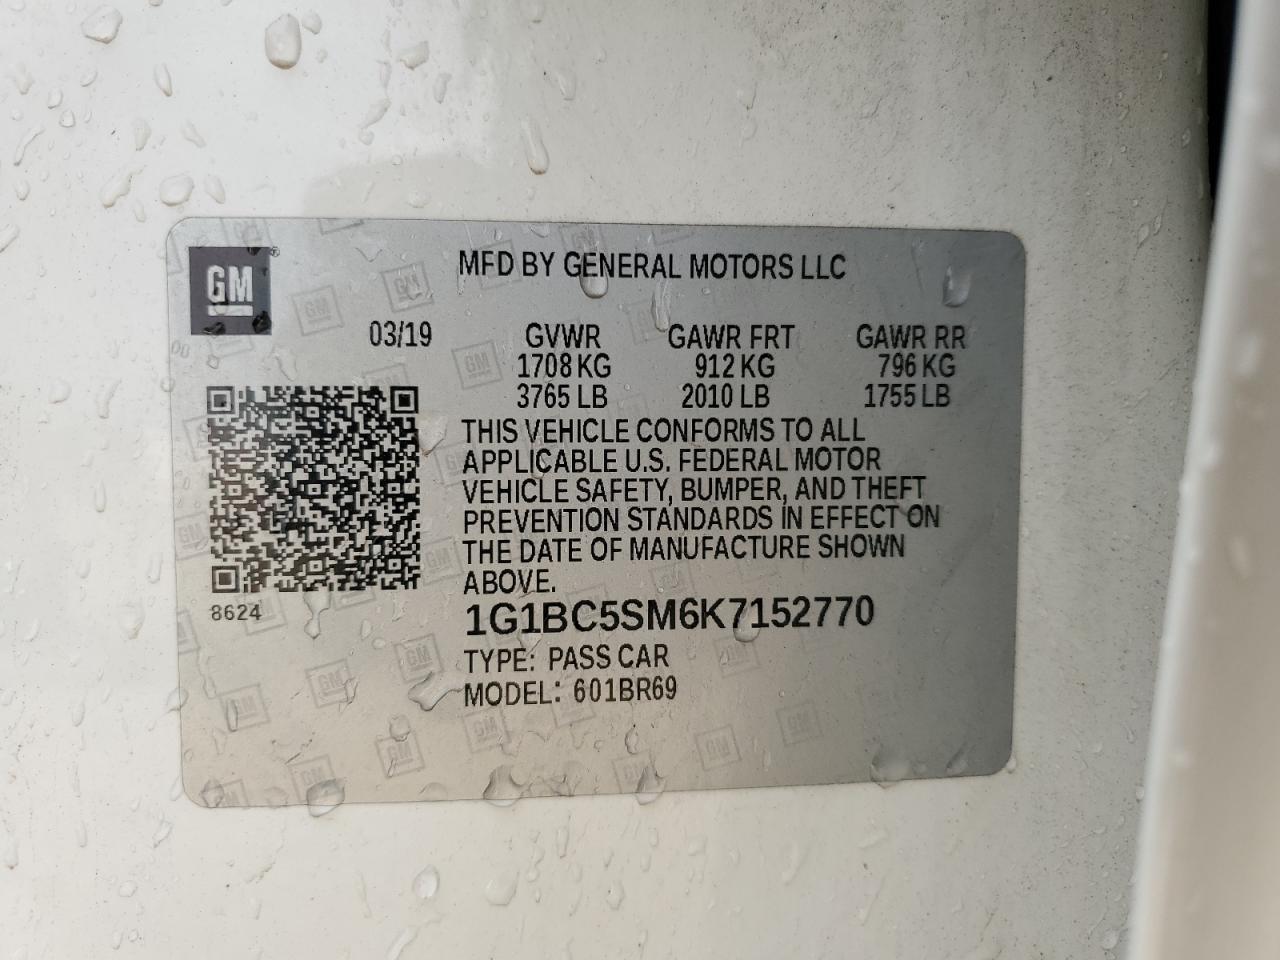 GM
MFD BY GENERAL MOTORS LLC
03/19 GVWR GAWR FRT GAWR RR
1708 KG 912 KG 796 KG
3765 LB 2010 LB 1755 LB
THIS VEHICLE CONFORMS TO ALL
APPLICABLE U.S. FEDERAL MOTOR
VEHICLE SAFETY, BUMPER, AND THEFT
PREVENTION STANDARDS IN EFFECT ON
THE DATE OF MANUFACTURE SHOWN
ABOVE.
8624
1G1BC5SM6K7152770
TYPE: PASS CAR
MODEL: 601BR69